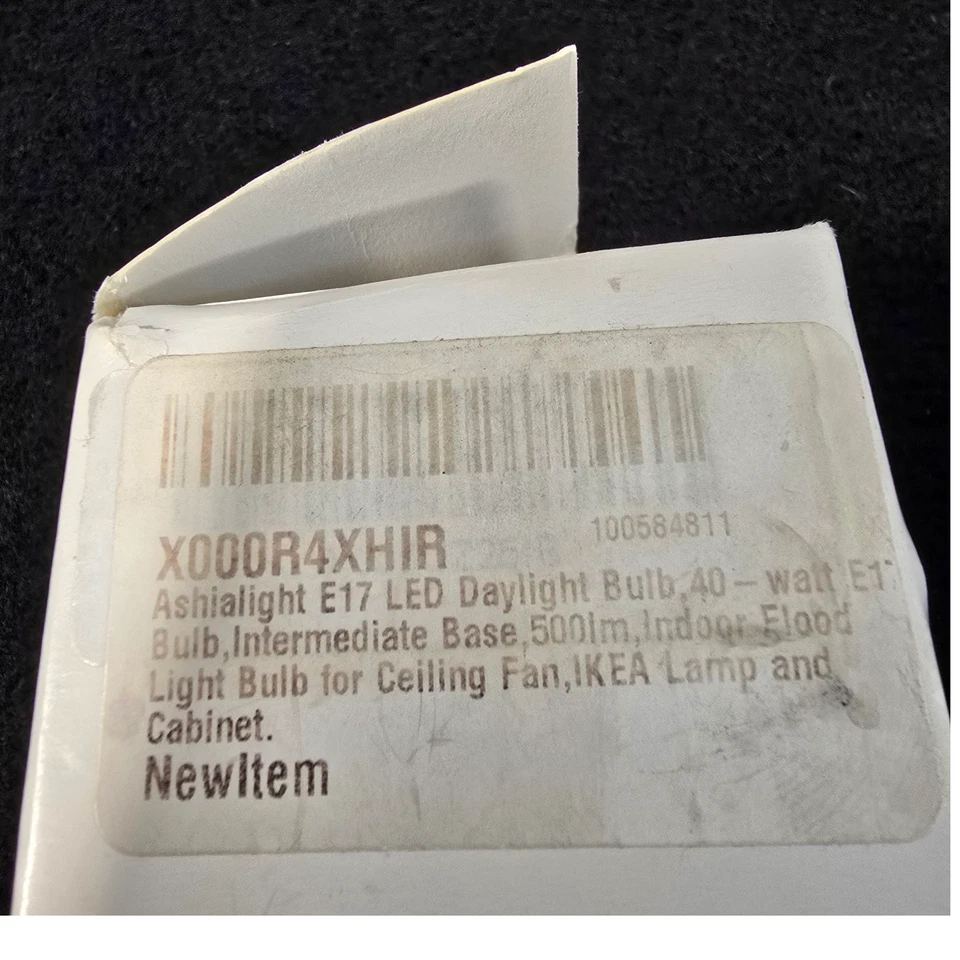 X000R4XHIR 100584811
Ashialight E17 LED Daylight Bulb,40 – watt E17
Bulb,Intermediate Base,500lm,Indoor Flood
Light Bulb for Ceiling Fan,IKEA Lamp and
Cabinet.
NewItem